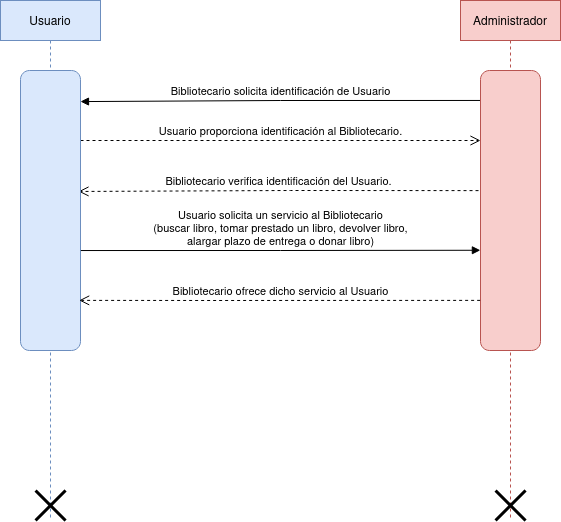 Usuario
Administrador
Bibliotecario solicita identificación de Usuario
Usuario proporciona identificación al Bibliotecario.
Bibliotecario verifica identificación del Usuario.
Usuario solicita un servicio al Bibliotecario
(buscar libro, tomar prestado un libro, devolver libro,
alargar plazo de entrega o donar libro)
Bibliotecario ofrece dicho servicio al Usuario